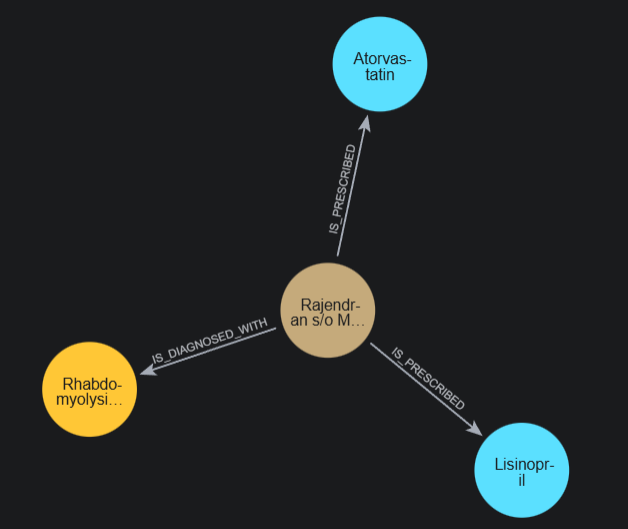 Atorvas-
tatin
IS_PRESCRIBED
Rajendr-
an s/o M...
IS_DIAGNOSED_WITH
IS_PRESCRIBED
Rhabdo-
myolysi...
Lisinopr-
il